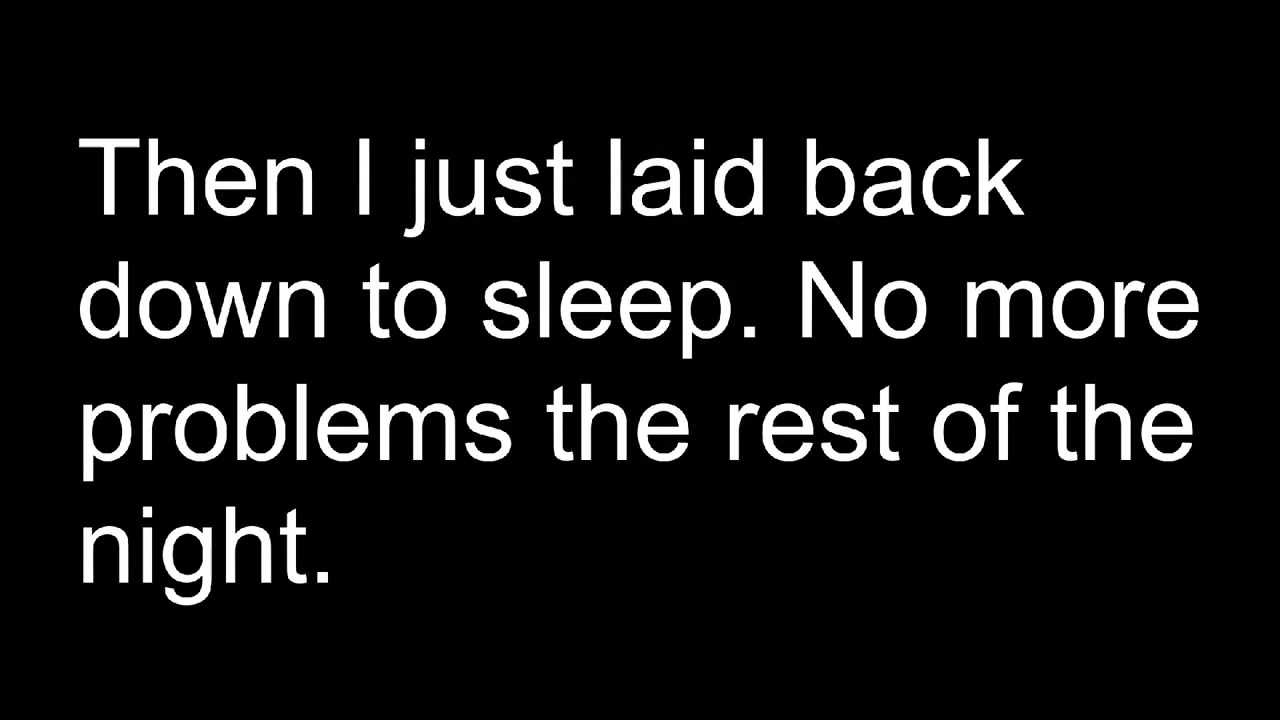 Then I just laid back
down to sleep. No more
problems the rest of the
night.